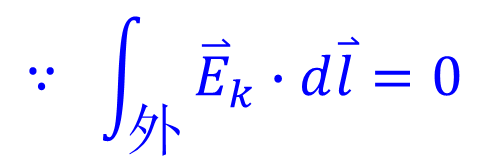 ∵ ∫外 E⃗k · dl⃗ = 0